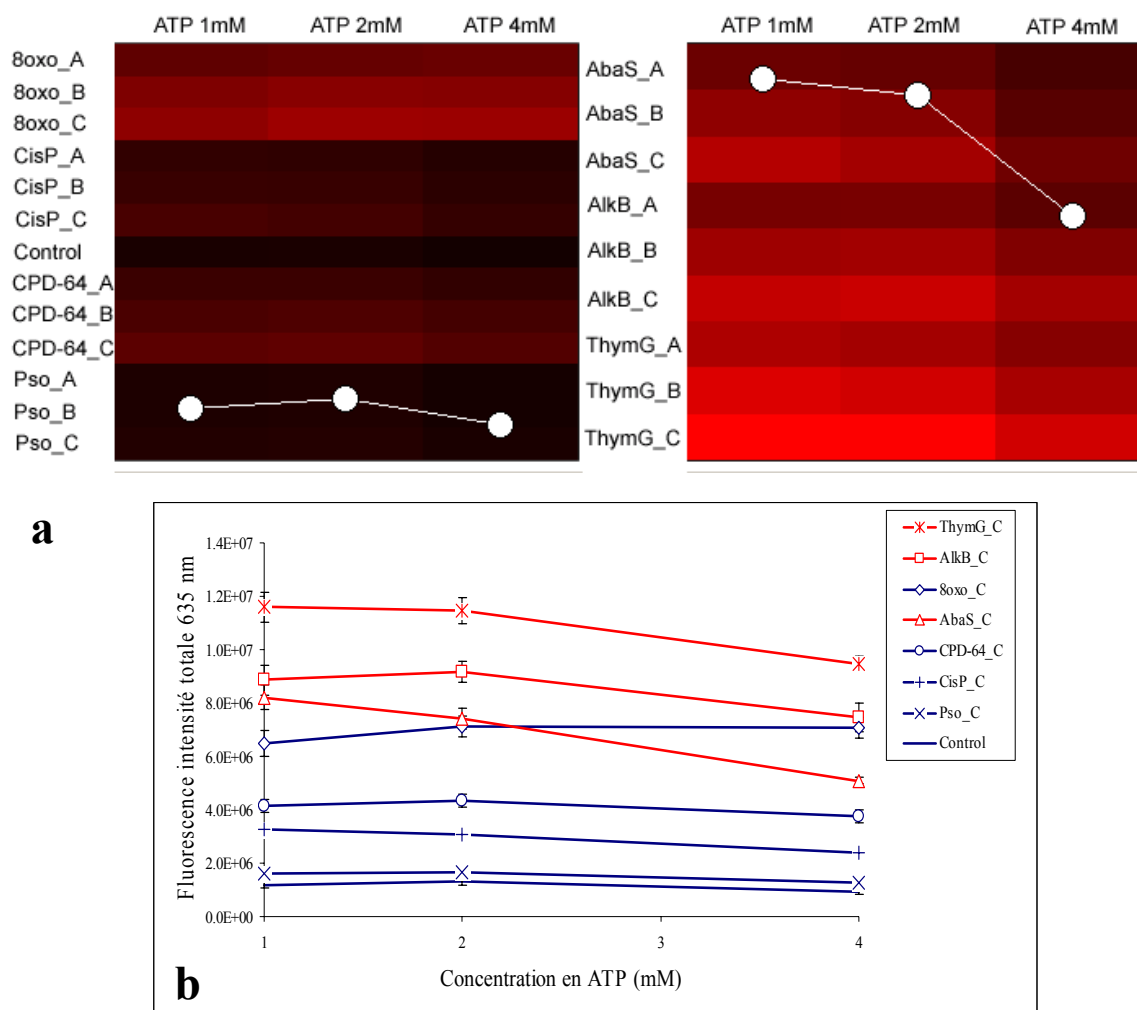 ATP 1mM ATP 2mM ATP 4mM
8oxo_A
8oxo_B
8oxo_C
CisP_A
CisP_B
CisP_C
Control
CPD-64_A
CPD-64_B
CPD-64_C
Pso_A
Pso_B
Pso_C
ATP 1mM ATP 2mM ATP 4mM
AbaS_A
AbaS_B
AbaS_C
AlkB_A
AlkB_B
AlkB_C
ThymG_A
ThymG_B
ThymG_C
a
Fluorescence intensité totale 635 nm
1.4E+07
1.2E+07
1.0E+07
8.0E+06
6.0E+06
4.0E+06
2.0E+06
0.0E+00
1 2 3 4
Concentration en ATP (mM)
ThymG_C
AlkB_C
8oxo_C
AbaS_C
CPD-64_C
CisP_C
Pso_C
Control
b